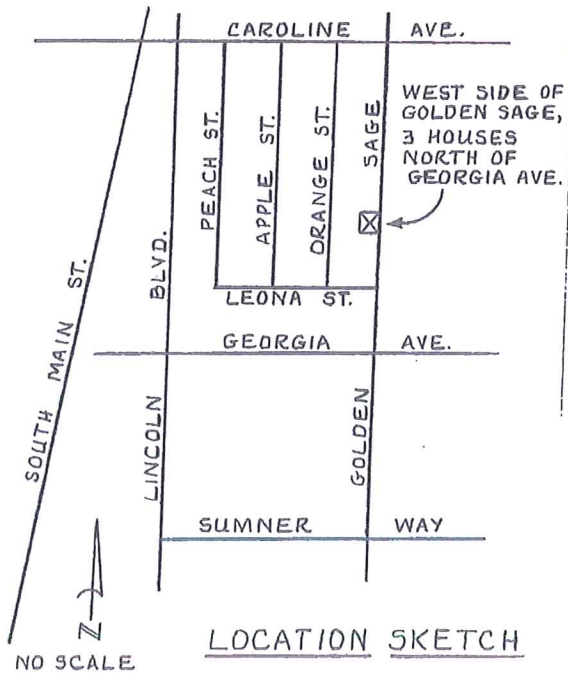 CAROLINE AVE.
WEST SIDE OF
GOLDEN SAGE,
3 HOUSES
NORTH OF
GEORGIA AVE.
PEACH ST.
APPLE ST.
ORANGE ST.
GOLDEN SAGE
LEONA ST.
GEORGIA AVE.
SOUTH MAIN ST.
LINCOLN BLVD.
SUMNER WAY
N
NO SCALE
LOCATION SKETCH